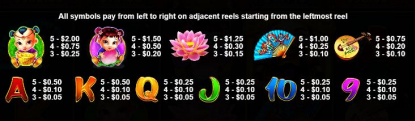 All symbols pay from left to right on adjacent reels starting from the leftmost reel
5 - $2.00
4 - $0.75
3 - $0.25
5 - $1.50
4 - $0.50
3 - $0.20
5 - $1.25
4 - $0.30
3 - $0.15
5 - $1.00
4 - $0.25
3 - $0.10
5 - $0.75
4 - $0.20
3 - $0.10
A
5 - $0.50
4 - $0.10
3 - $0.05
K
5 - $0.50
4 - $0.10
3 - $0.05
Q
5 - $0.25
4 - $0.10
3 - $0.05
J
5 - $0.25
4 - $0.10
3 - $0.05
10
5 - $0.25
4 - $0.10
3 - $0.05
9
5 - $0.25
4 - $0.10
3 - $0.05